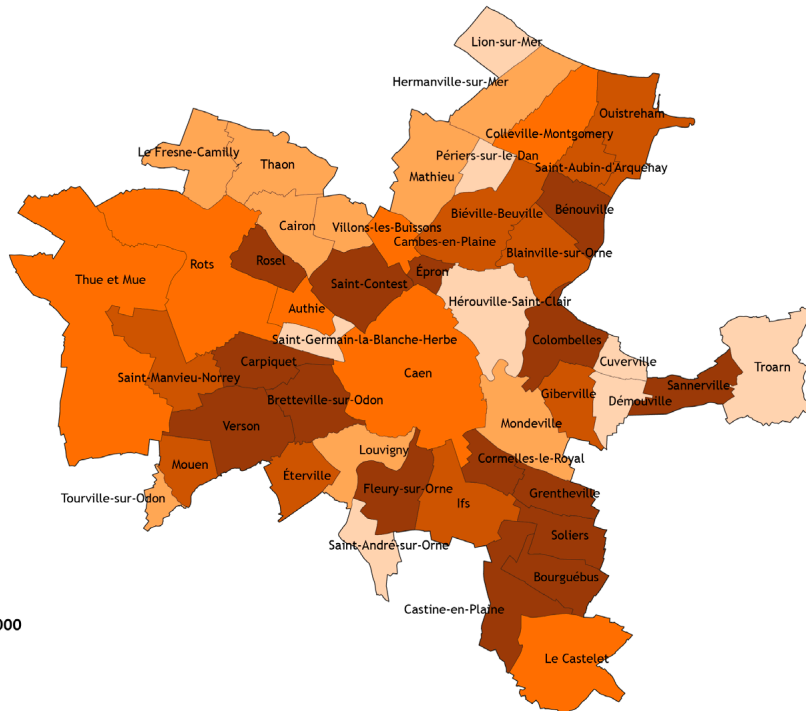 Lion-sur-Mer
Hermanville-sur-Mer
Ouistreham
Colleville-Montgomery
Le Fresne-Camilly
Thaon
Périers-sur-le-Dan
Saint-Aubin-d'Arquenay
Mathieu
Bénouville
Biéville-Beuville
Cairon
Villons-les-Buissons
Cambes-en-Plaine
Blainville-sur-Orne
Rosel
Rots
Épron
Thue et Mue
Saint-Contest
Hérouville-Saint-Clair
Authie
Saint-Germain-la-Blanche-Herbe
Colombelles
Carpiquet
Cuverville
Troarn
Caen
Saint-Manvieu-Norrey
Sannerville
Giberville
Bretteville-sur-Odon
Démouville
Verson
Mondeville
Louvigny
Cormelles-le-Royal
Mouen
Éterville
Fleury-sur-Orne
Grentheville
Tourville-sur-Odon
Ifs
Soliers
Saint-André-sur-Orne
Bourguébus
Castine-en-Plaine
000
Le Castelet